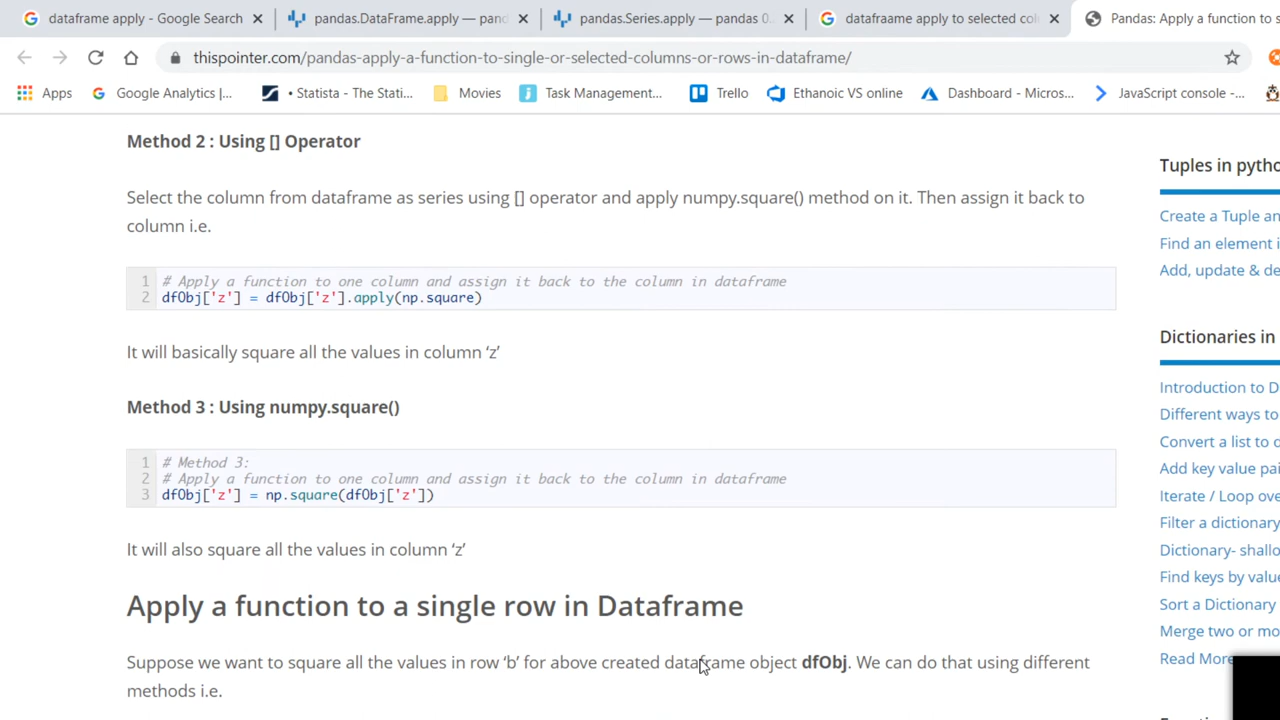 dataframe apply - Google Search
pandas.DataFrame.apply — pand
pandas.Series.apply — pandas 0.
datafraame apply to selected col
Pandas: Apply a function to s
thispointer.com/pandas-apply-a-function-to-single-or-selected-columns-or-rows-in-dataframe/
Apps
Google Analytics |...
• Statista - The Stati...
Movies
Task Management...
Trello
Ethanoic VS online
Dashboard - Micros...
JavaScript console -...
Method 2 : Using [] Operator
Select the column from dataframe as series using [] operator and apply numpy.square() method on it. Then assign it back to
column i.e.
1 # Apply a function to one column and assign it back to the column in dataframe
2 dfObj['z'] = dfObj['z'].apply(np.square)
It will basically square all the values in column ‘z’
Method 3 : Using numpy.square()
1 # Method 3:
2 # Apply a function to one column and assign it back to the column in dataframe
3 dfObj['z'] = np.square(dfObj['z'])
It will also square all the values in column ‘z’
Apply a function to a single row in Dataframe
Suppose we want to square all the values in row ‘b’ for above created dataframe object dfObj. We can do that using different
methods i.e.
Tuples in pytho
Create a Tuple an
Find an element i
Add, update & de
Dictionaries in
Introduction to D
Different ways to
Convert a list to d
Add key value pai
Iterate / Loop ove
Filter a dictionary
Dictionary- shallo
Find keys by value
Sort a Dictionary
Merge two or mo
Read More